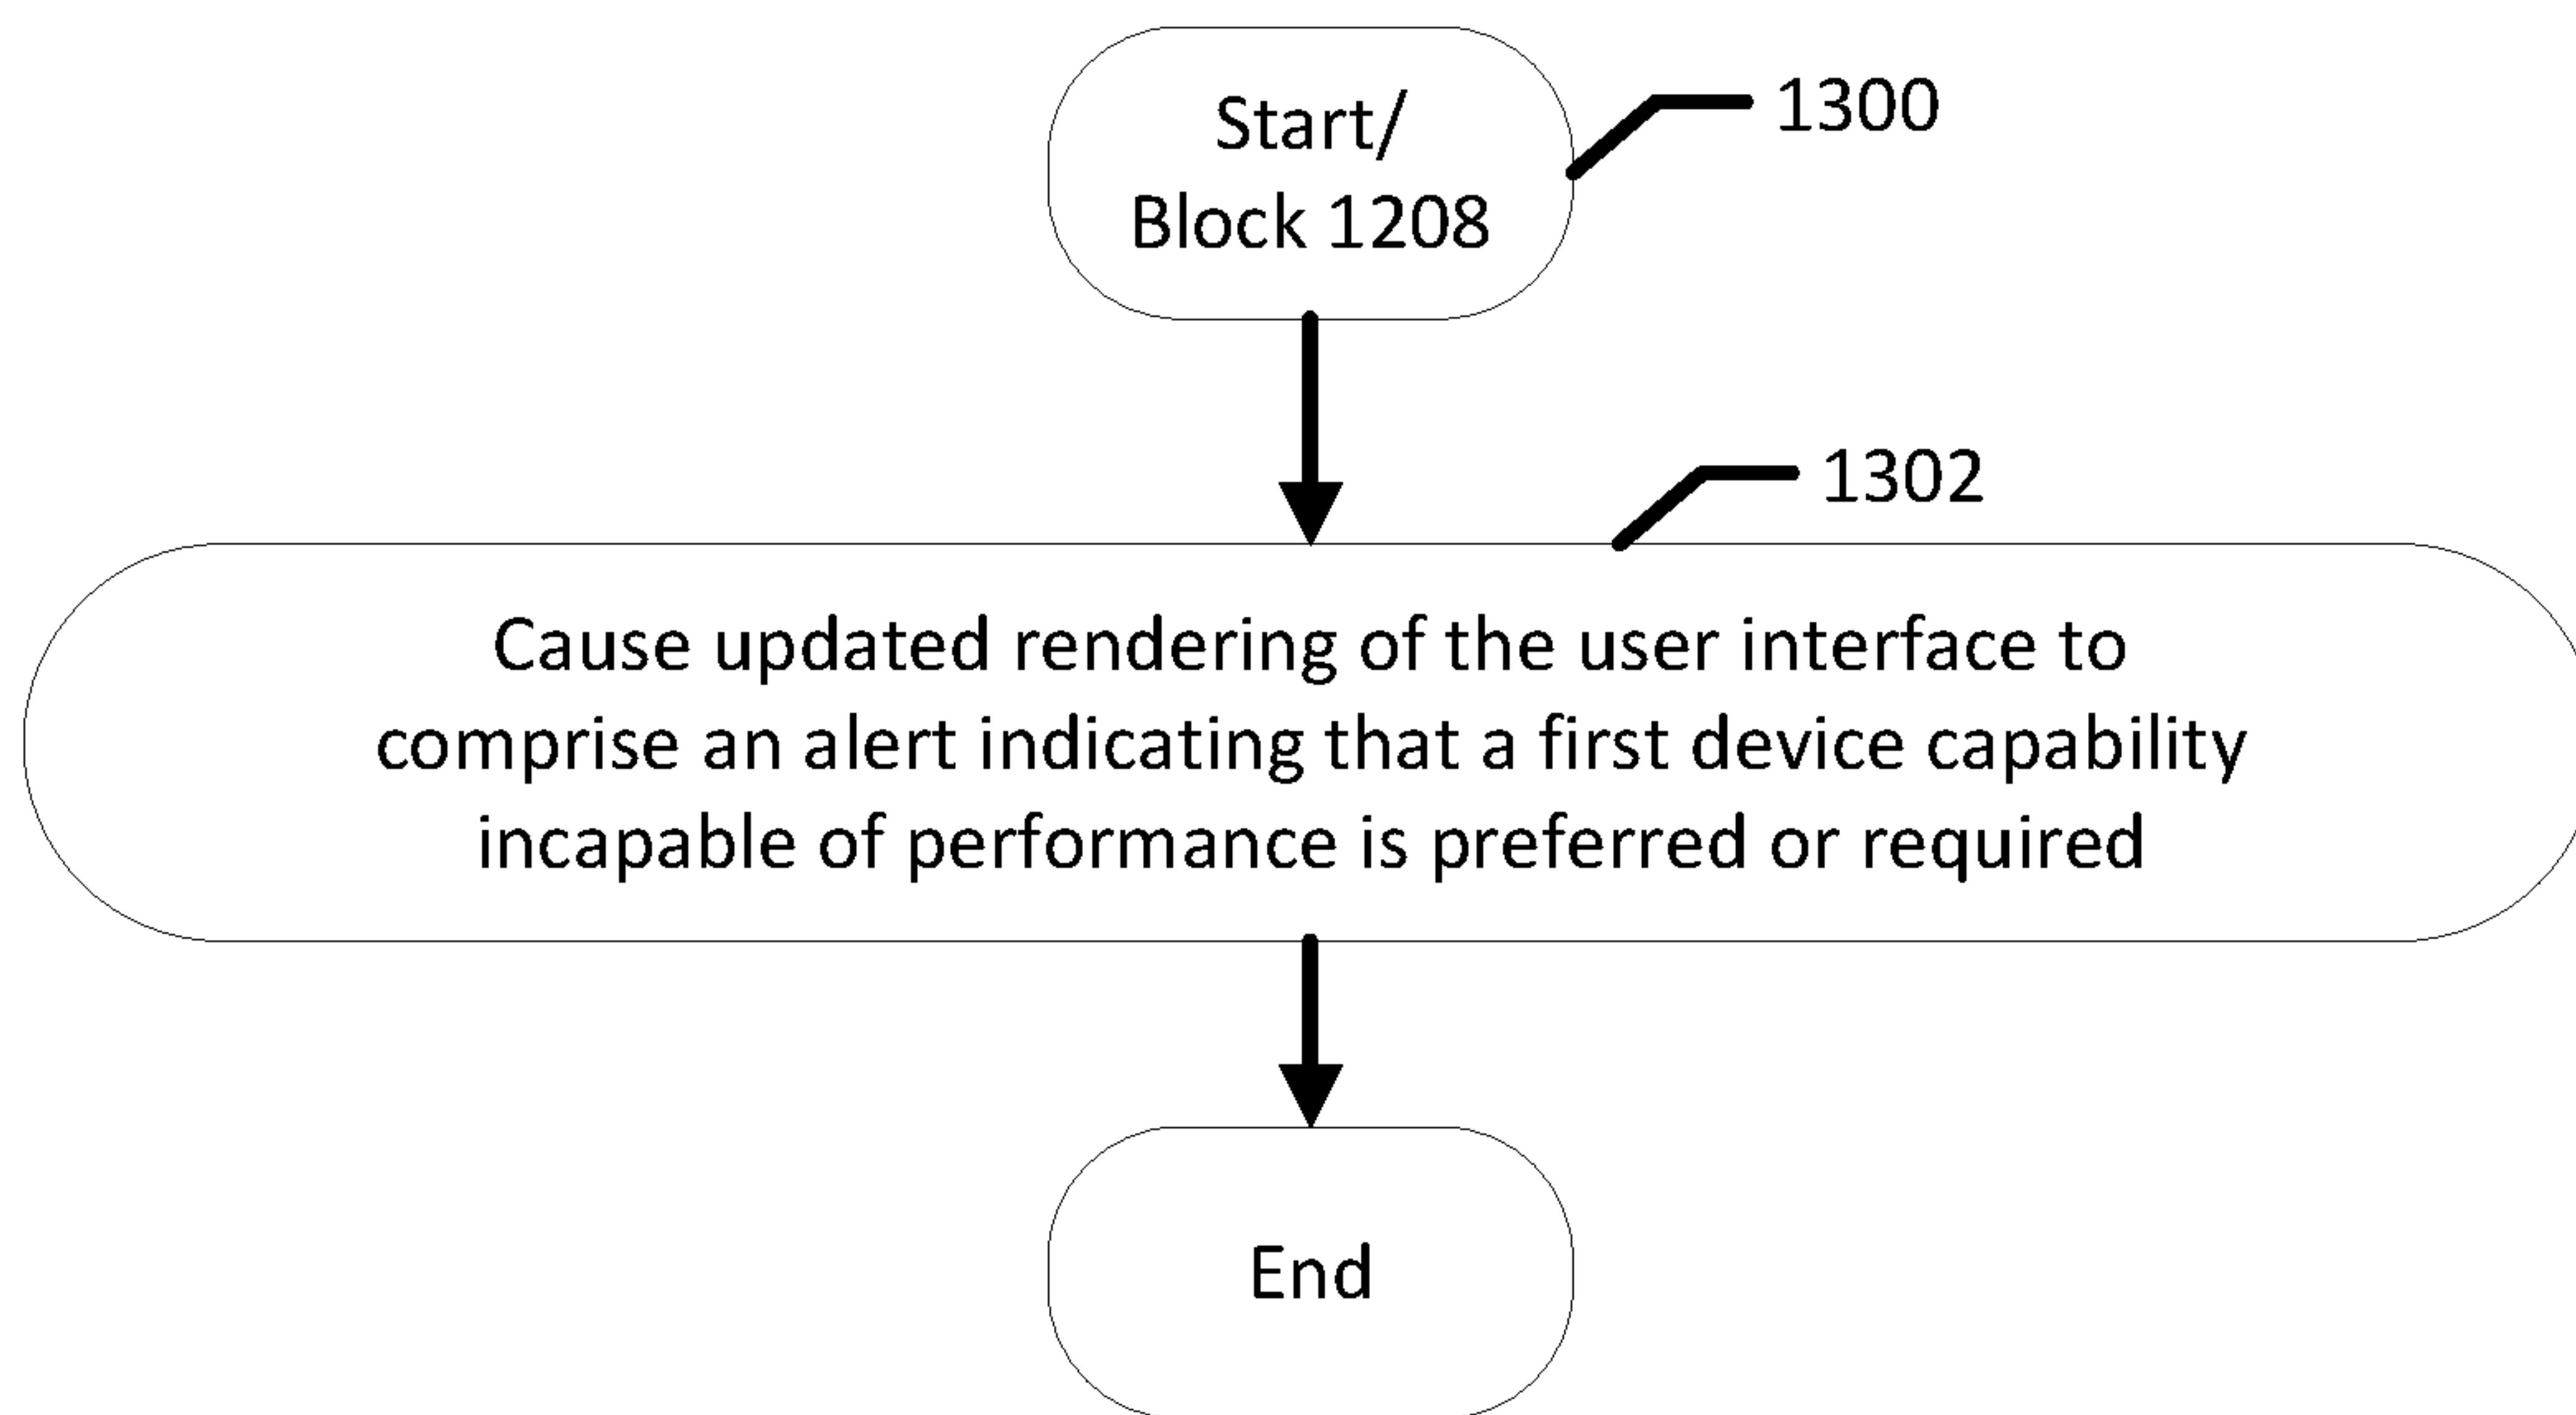 Start/
Block 1208
1300
1302
Cause updated rendering of the user interface to
comprise an alert indicating that a first device capability
incapable of performance is preferred or required
End